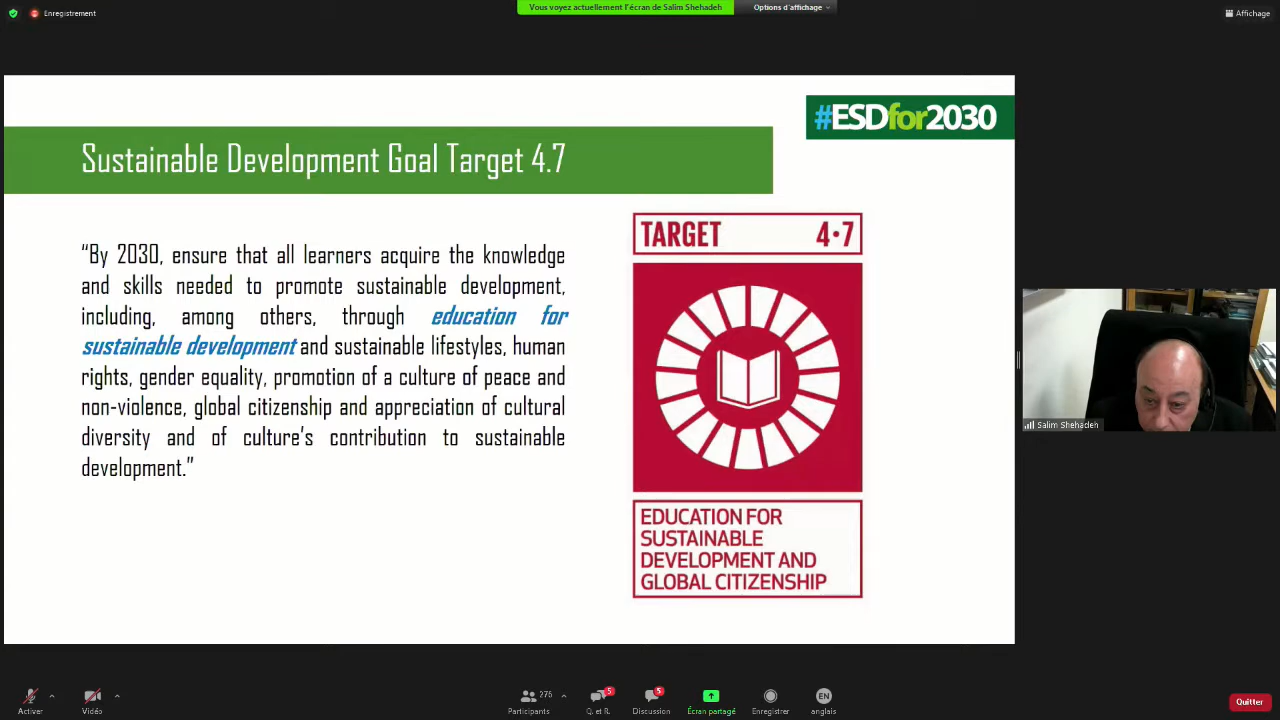 Enregistrement
Vous voyez actuellement l'écran de Salim Shehadeh
Options d'affichage
Affichage
#ESDfor2030
Sustainable Development Goal Target 4.7
“By 2030, ensure that all learners acquire the knowledge
and skills needed to promote sustainable development,
including, among others, through education for
sustainable development and sustainable lifestyles, human
rights, gender equality, promotion of a culture of peace and
non-violence, global citizenship and appreciation of cultural
diversity and of culture’s contribution to sustainable
development.”
TARGET 4·7
EDUCATION FOR
SUSTAINABLE
DEVELOPMENT AND
GLOBAL CITIZENSHIP
Salim Shehadeh
Activer
Vidéo
275
Participants
5
Q. et R.
5
Discussion
Écran partagé
Enregistrer
EN
anglais
Quitter